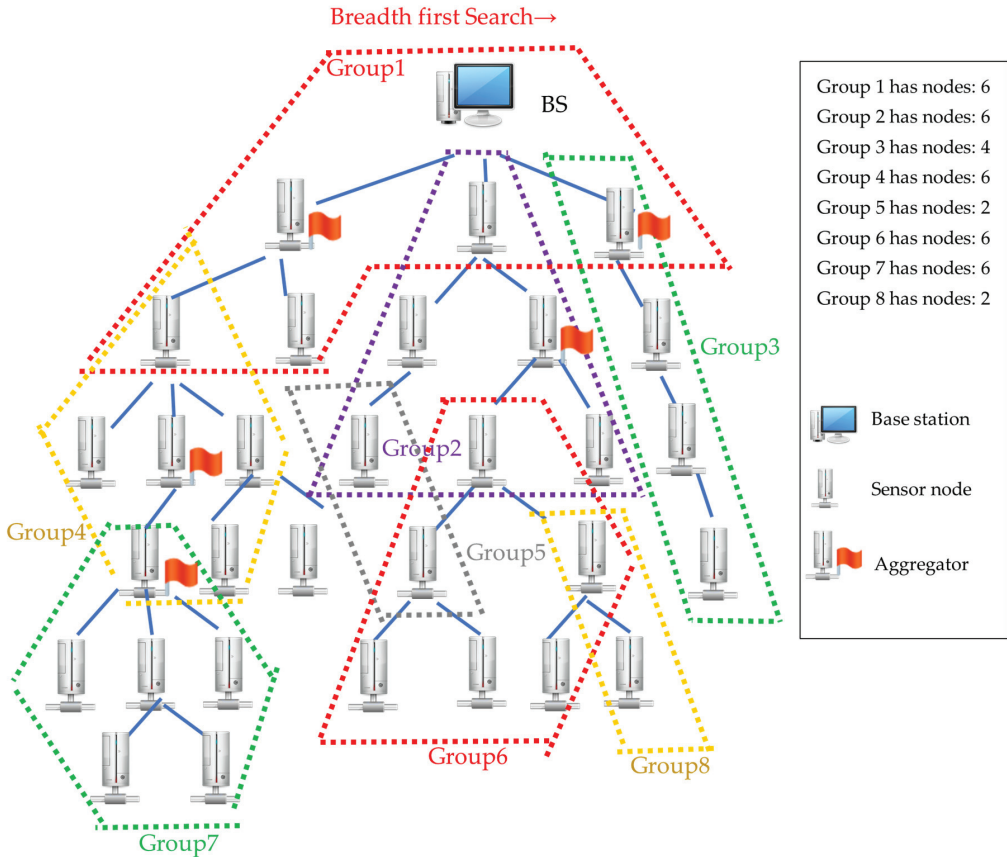 Breadth first Search→
Group1
BS
Group3
Group2
Group4
Group5
Group6
Group8
Group7
Group 1 has nodes: 6
Group 2 has nodes: 6
Group 3 has nodes: 4
Group 4 has nodes: 6
Group 5 has nodes: 2
Group 6 has nodes: 6
Group 7 has nodes: 6
Group 8 has nodes: 2
Base station
Sensor node
Aggregator